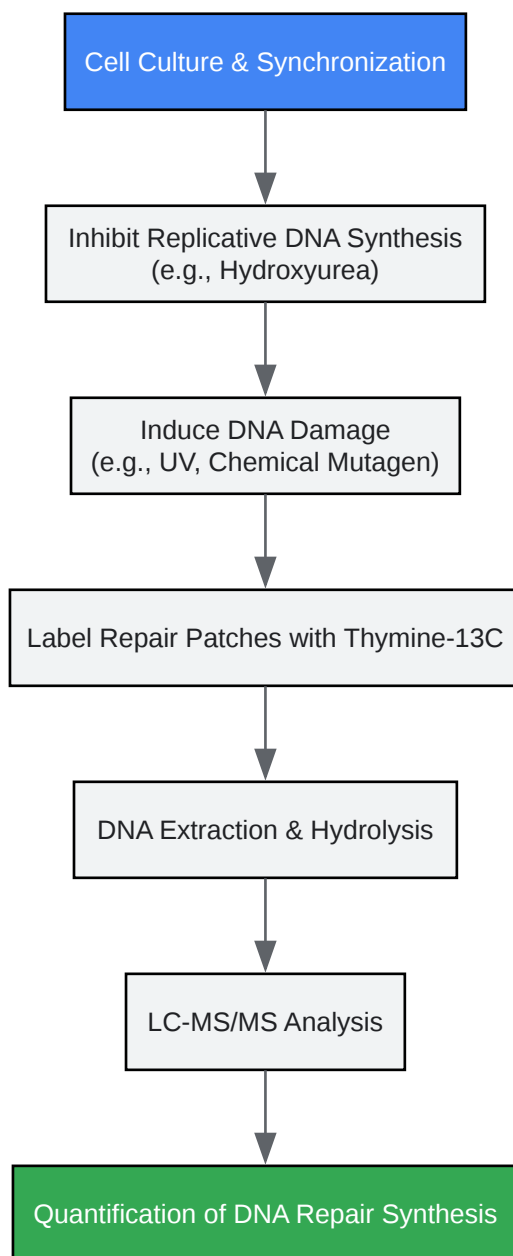 Cell Culture & Synchronization
Inhibit Replicative DNA Synthesis
(e.g., Hydroxyurea)
Induce DNA Damage
(e.g., UV, Chemical Mutagen)
Label Repair Patches with Thymine-13C
DNA Extraction & Hydrolysis
LC-MS/MS Analysis
Quantification of DNA Repair Synthesis